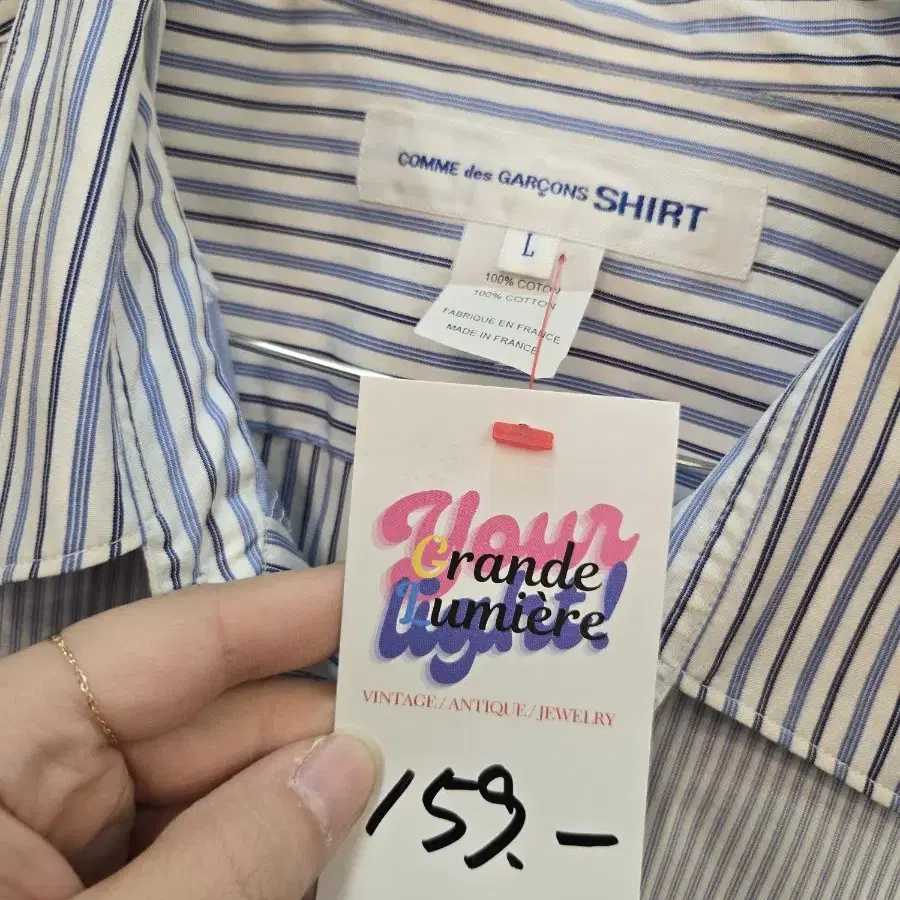 COMME des GARÇONS SHIRT
L
100% COTON
100% COTTON
FABRIQUE EN FRANCE
MADE IN FRANCE
Your
Grande
light!
Lumière
VINTAGE / ANTIQUE / JEWELRY
159.-